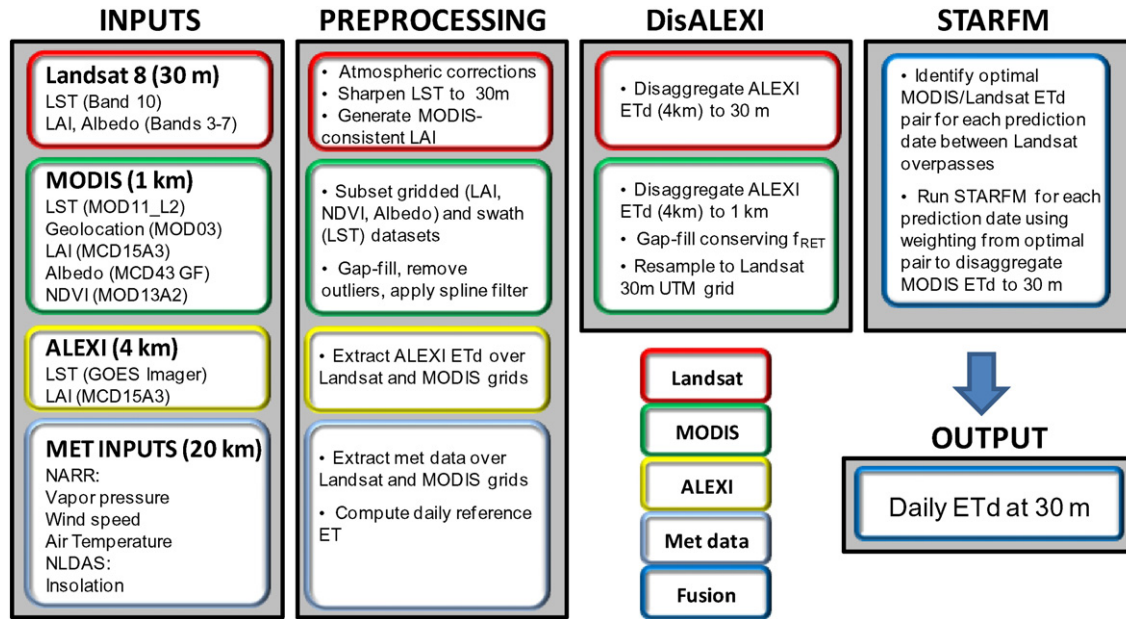 INPUTS
Landsat 8 (30 m)
LST (Band 10)
LAI, Albedo (Bands 3-7)
MODIS (1 km)
LST (MOD11_L2)
Geolocation (MOD03)
LAI (MCD15A3)
Albedo (MCD43 GF)
NDVI (MOD13A2)
ALEXI (4 km)
LST (GOES Imager)
LAI (MCD15A3)
MET INPUTS (20 km)
NARR:
Vapor pressure
Wind speed
Air Temperature
NLDAS:
Insolation
PREPROCESSING
• Atmospheric corrections
• Sharpen LST to 30m
• Generate MODIS-
consistent LAI
• Subset gridded (LAI,
NDVI, Albedo) and swath
(LST) datasets
• Gap-fill, remove
outliers, apply spline filter
• Extract ALEXI ETd over
Landsat and MODIS grids
• Extract met data over
Landsat and MODIS grids
• Compute daily reference
ET
DisALEXI
• Disaggregate ALEXI
ETd (4km) to 30 m
• Disaggregate ALEXI
ETd (4km) to 1 km
• Gap-fill conserving fRET
• Resample to Landsat
30m UTM grid
Landsat
MODIS
ALEXI
Met data
Fusion
STARFM
• Identify optimal
MODIS/Landsat ETd
pair for each prediction
date between Landsat
overpasses
• Run STARFM for each
prediction date using
weighting from optimal
pair to disaggregate
MODIS ETd to 30 m
OUTPUT
Daily ETd at 30 m